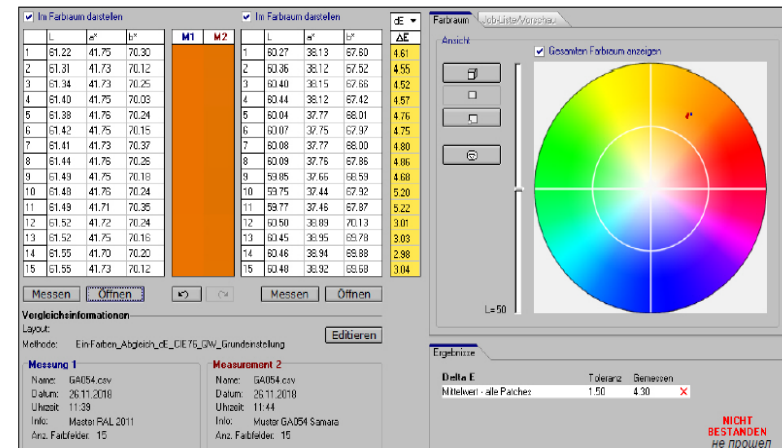 Im Farbraum darstellen
Im Farbraum darstellen
dE
L a* b* M1 M2 L a* b* ΔE
1 61.22 41.75 70.30 1 60.27 38.13 67.60 4.61
2 61.31 41.73 70.12 2 60.36 38.12 67.52 4.55
3 61.34 41.73 70.25 3 60.40 38.15 67.66 4.52
4 61.40 41.75 70.03 4 60.44 38.12 67.42 4.57
5 61.38 41.76 70.24 5 60.04 37.77 68.01 4.76
6 61.42 41.75 70.15 6 60.07 37.75 67.97 4.75
7 61.41 41.73 70.37 7 60.08 37.77 68.00 4.80
8 61.44 41.76 70.26 8 60.09 37.76 67.86 4.86
9 61.49 41.75 70.18 9 59.85 37.66 68.59 4.68
10 61.48 41.76 70.24 10 59.75 37.44 67.92 5.20
11 61.49 41.71 70.35 11 59.77 37.46 67.87 5.22
12 61.52 41.72 70.24 12 60.50 38.89 70.13 3.01
13 61.52 41.75 70.16 13 60.45 38.95 69.78 3.03
14 61.55 41.70 70.20 14 60.46 38.94 69.88 2.98
15 61.55 41.73 70.12 15 60.48 38.92 69.68 3.04
Messen Öffnen Messen Öffnen
Vergleichsinformationen
Layout:
Methode: Ein-Farben_Abgleich_dE_CIE76_GW_Grundeinstellung
Editieren
Messung 1
Name: GA054.csv
Datum: 26.11.2018
Uhrzeit: 11:39
Info: Master RAL 2011
Anz. Farbfelder: 15
Measurement 2
Name: GA054.csv
Datum: 26.11.2018
Uhrzeit: 11:44
Info: Muster GA054 Samara
Anz. Farbfelder: 15
Farbraum Job-Liste/Vorschau
Ansicht
Gesamten Farbraum anzeigen
L=50
Ergebnisse
Delta E Toleranz Gemessen
Mittelwert - alle Patches 1.50 4.30
NICHT
BESTANDEN
не прошел